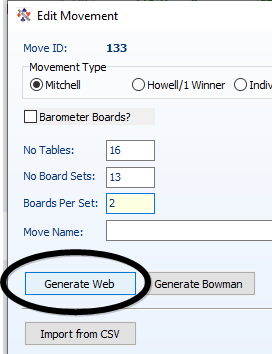 Edit Movement
Move ID: 133
Movement Type
Mitchell Howell/1 Winner Indiv
Barometer Boards?
No Tables: 16
No Board Sets: 13
Boards Per Set: 2
Move Name:
Generate Web Generate Bowman
Import from CSV